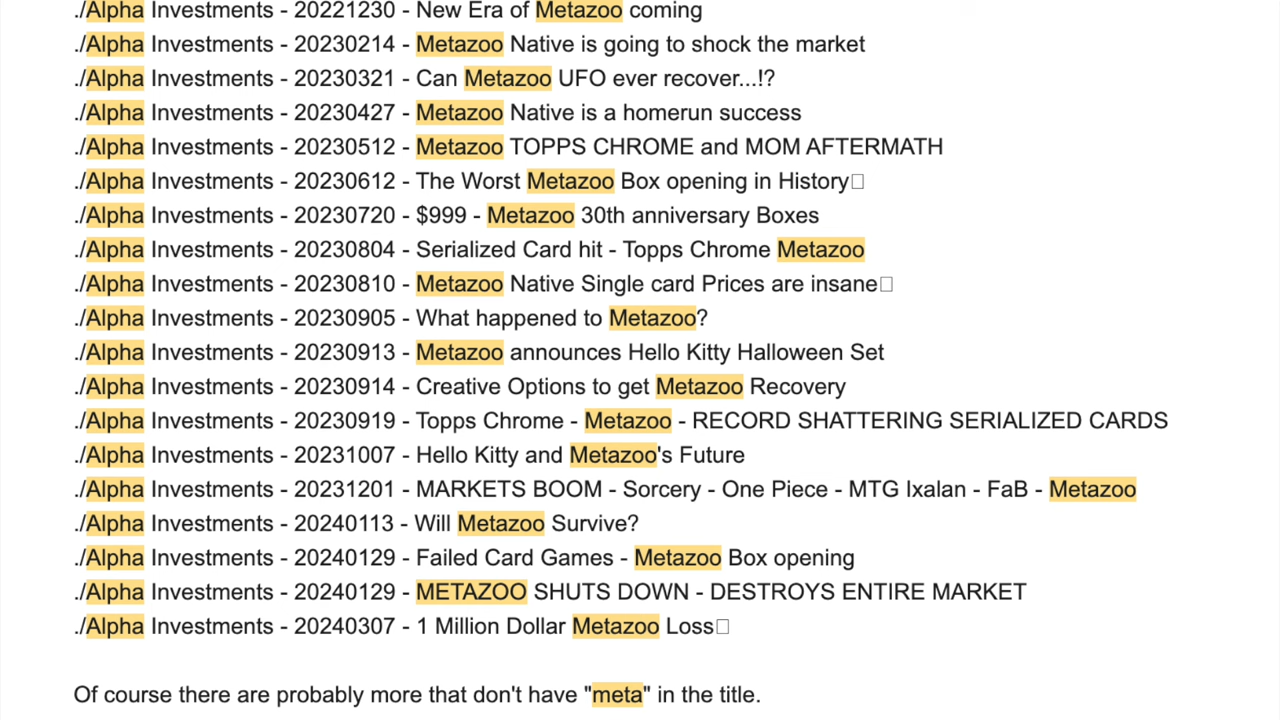 ./Alpha Investments - 20221230 - New Era of Metazoo coming
./Alpha Investments - 20230214 - Metazoo Native is going to shock the market
./Alpha Investments - 20230321 - Can Metazoo UFO ever recover...!?
./Alpha Investments - 20230427 - Metazoo Native is a homerun success
./Alpha Investments - 20230512 - Metazoo TOPPS CHROME and MOM AFTERMATH
./Alpha Investments - 20230612 - The Worst Metazoo Box opening in History
./Alpha Investments - 20230720 - $999 - Metazoo 30th anniversary Boxes
./Alpha Investments - 20230804 - Serialized Card hit - Topps Chrome Metazoo
./Alpha Investments - 20230810 - Metazoo Native Single card Prices are insane
./Alpha Investments - 20230905 - What happened to Metazoo?
./Alpha Investments - 20230913 - Metazoo announces Hello Kitty Halloween Set
./Alpha Investments - 20230914 - Creative Options to get Metazoo Recovery
./Alpha Investments - 20230919 - Topps Chrome - Metazoo - RECORD SHATTERING SERIALIZED CARDS
./Alpha Investments - 20231007 - Hello Kitty and Metazoo's Future
./Alpha Investments - 20231201 - MARKETS BOOM - Sorcery - One Piece - MTG Ixalan - FaB - Metazoo
./Alpha Investments - 20240113 - Will Metazoo Survive?
./Alpha Investments - 20240129 - Failed Card Games - Metazoo Box opening
./Alpha Investments - 20240129 - METAZOO SHUTS DOWN - DESTROYS ENTIRE MARKET
./Alpha Investments - 20240307 - 1 Million Dollar Metazoo Loss
Of course there are probably more that don't have "meta" in the title.